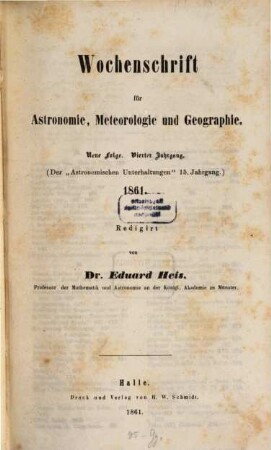 Wochenschrift
für
Astronomie, Meteorologie und Geographie.
Neue Folge. Vierter Jahrgang.
(Der „Astronomischen Unterhaltungen" 15. Jahrgang.)
1861.
Redigirt
von
Dr. Eduard Heis,
Professor der Mathematik und Astronomie an der Königl. Akademie zu Münster.
Halle,
Druck und Verlag von H. W. Schmidt.
1861.